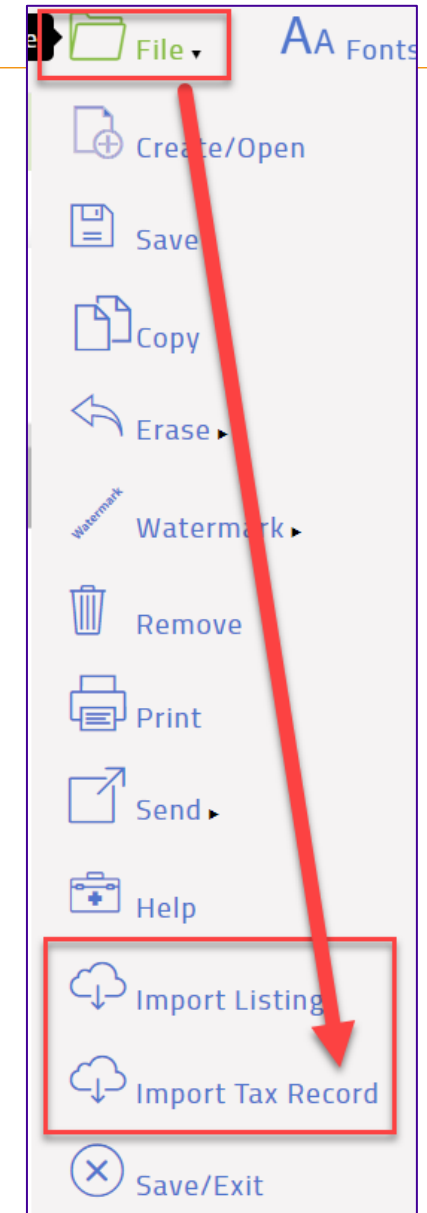 e
File ▾
AA Fonts
Create/Open
Save
Copy
Erase ▸
Watermark
Watermark ▸
Remove
Print
Send ▸
Help
Import Listing
Import Tax Record
Save/Exit